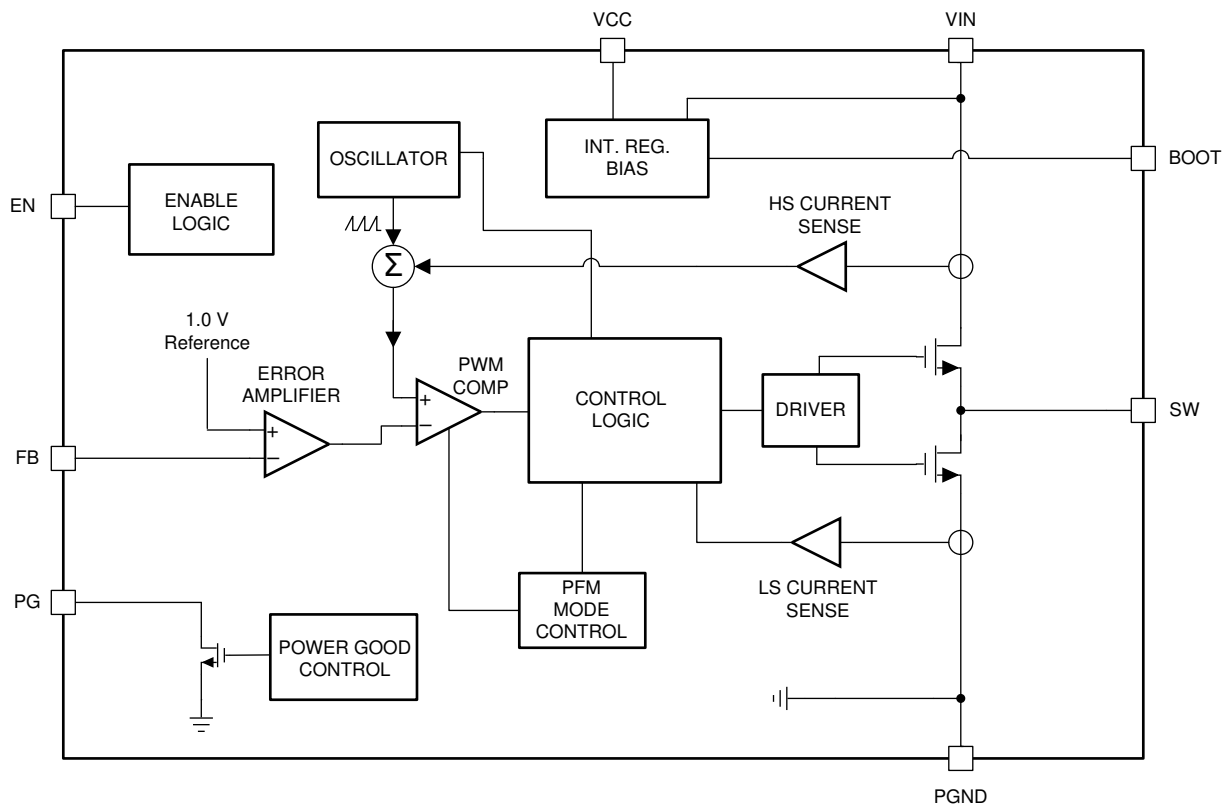 VCC
VIN
OSCILLATOR
INT. REG.
BIAS
BOOT
EN
ENABLE
LOGIC
HS CURRENT
SENSE
Σ
1.0 V
Reference
ERROR
AMPLIFIER
PWM
COMP
+
−
+
−
CONTROL
LOGIC
DRIVER
SW
FB
PG
POWER GOOD
CONTROL
PFM
MODE
CONTROL
LS CURRENT
SENSE
PGND